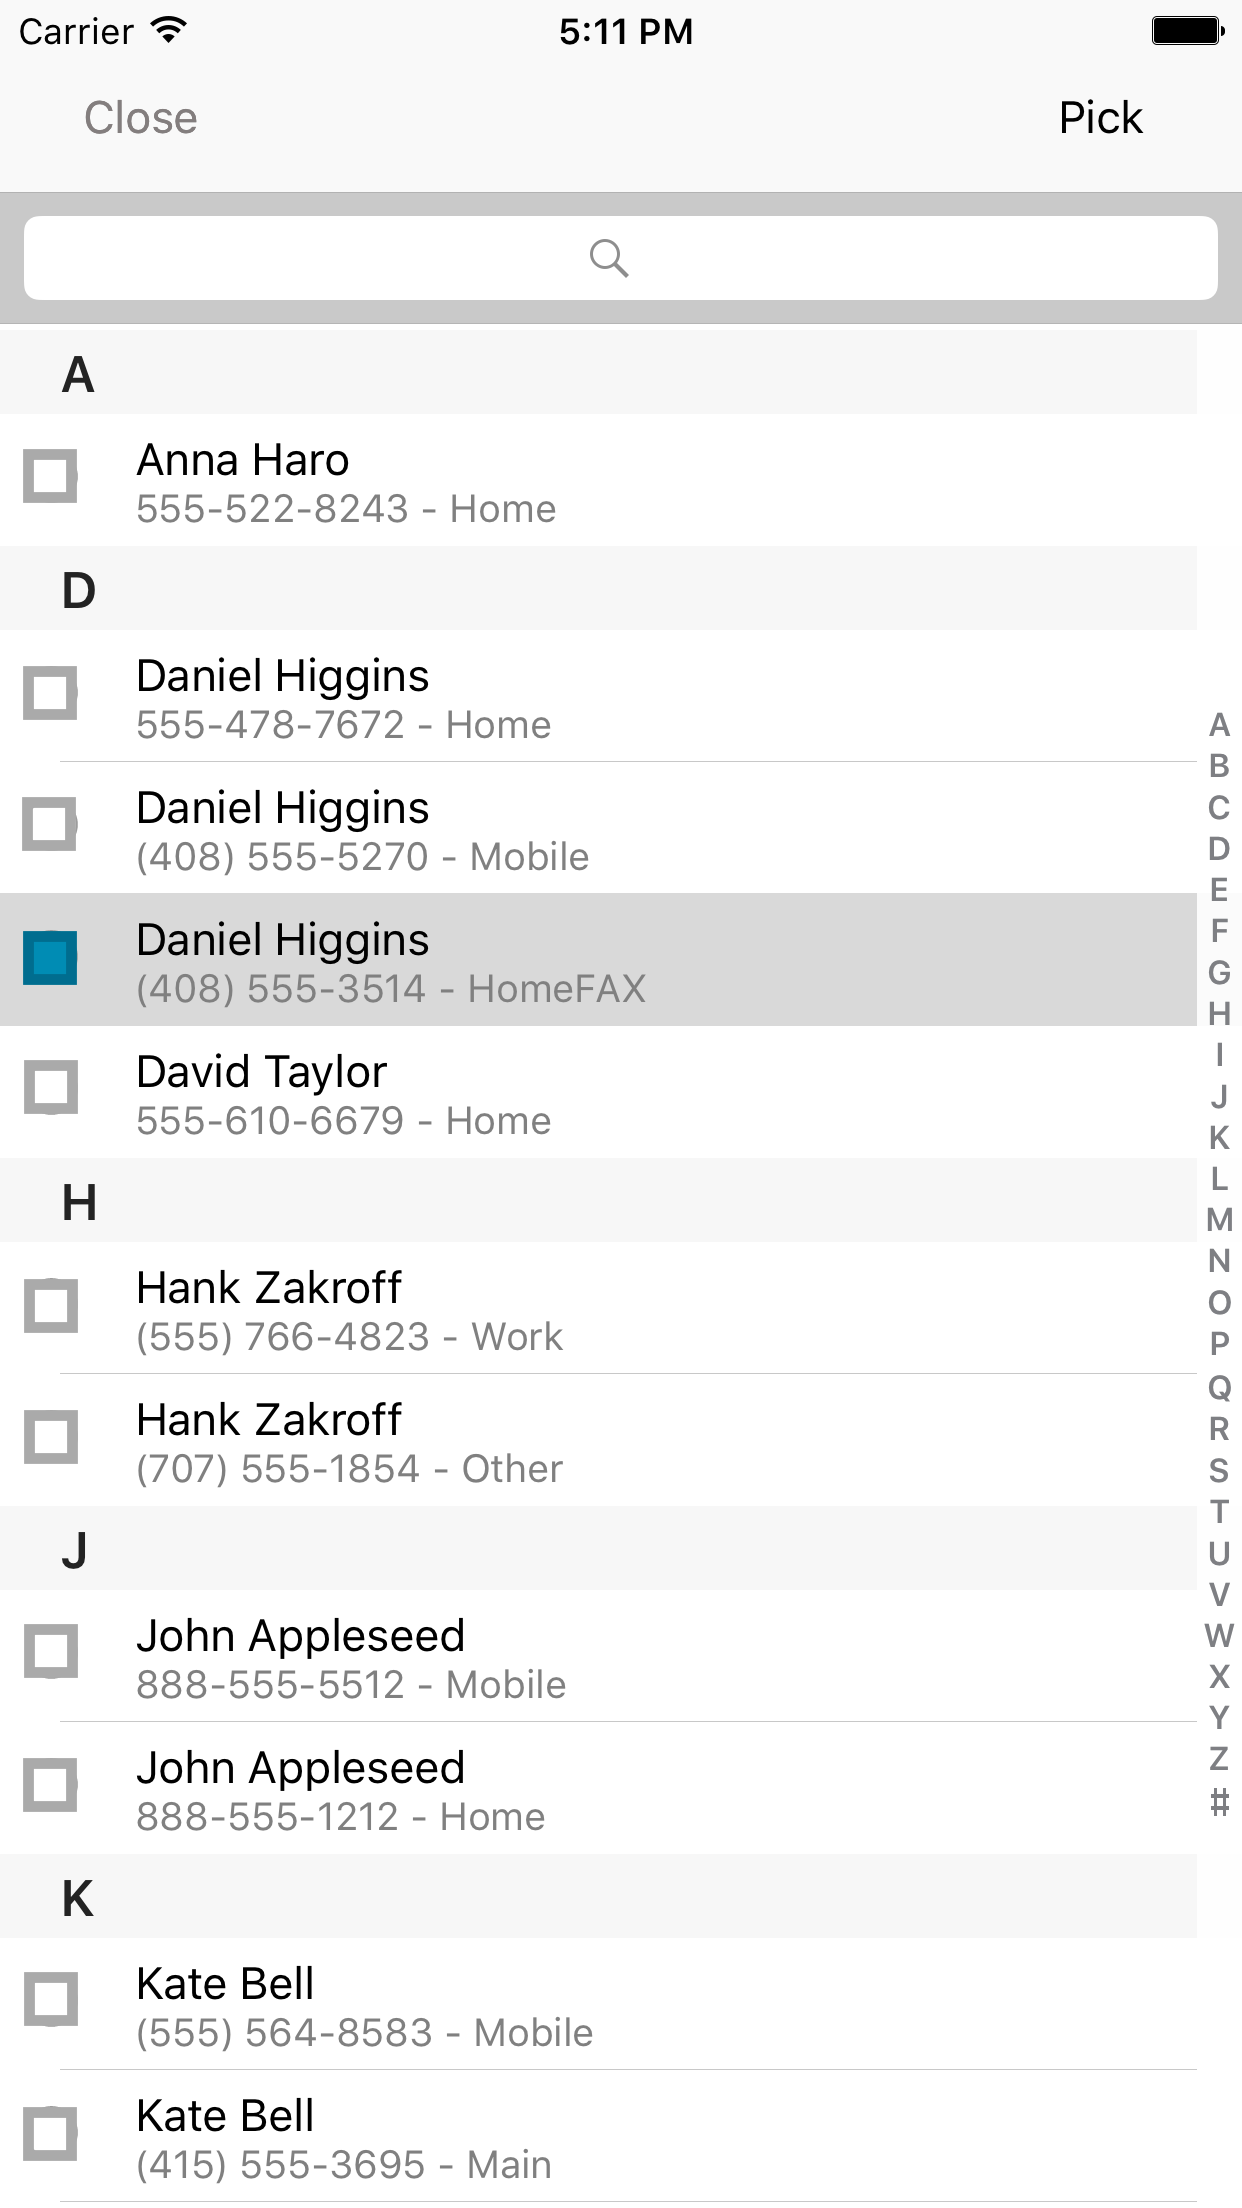 Carrier 5:11 PM
Close Pick
A
Anna Haro
555-522-8243 - Home
D
Daniel Higgins
555-478-7672 - Home
Daniel Higgins
(408) 555-5270 - Mobile
Daniel Higgins
(408) 555-3514 - HomeFAX
David Taylor
555-610-6679 - Home
H
Hank Zakroff
(555) 766-4823 - Work
Hank Zakroff
(707) 555-1854 - Other
J
John Appleseed
888-555-5512 - Mobile
John Appleseed
888-555-1212 - Home
K
Kate Bell
(555) 564-8583 - Mobile
Kate Bell
(415) 555-3695 - Main
A
B
C
D
E
F
G
H
I
J
K
L
M
N
O
P
Q
R
S
T
U
V
W
X
Y
Z
#